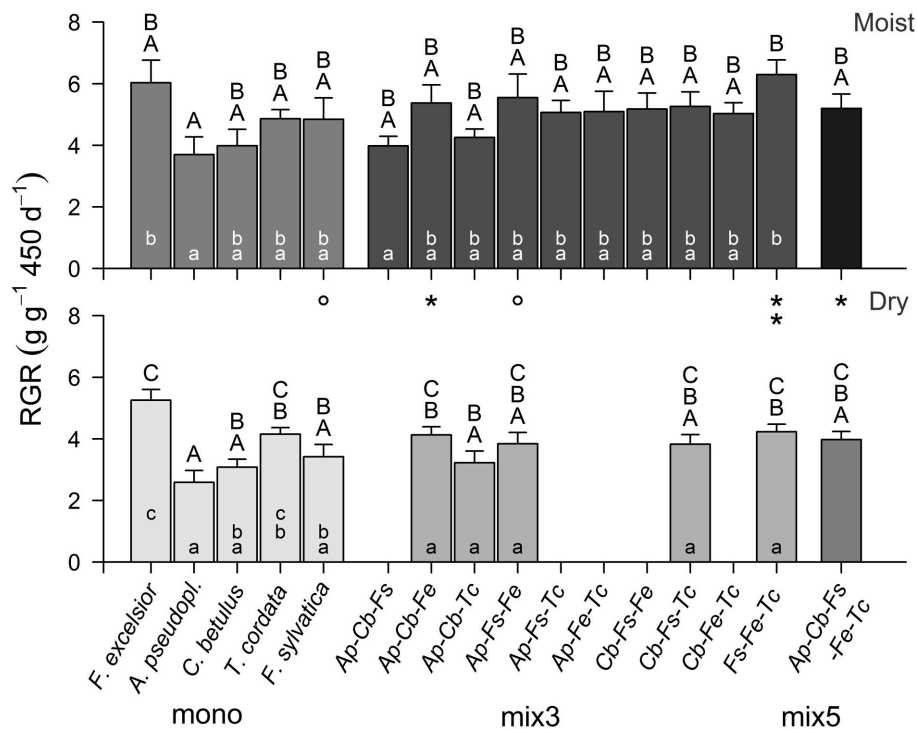 RGR (g g⁻¹ 450 d⁻¹)
Moist
8
6
4
2
0
B B B B B B B B B B B B B B B
A A A A A A A A A A A A A A
b a b b b a b b b b b b b b b
a a a a a a a a a a a a
° * ° * *
*
Dry
8
6
4
2
0
C A B C B C B C C C C
B A B A B A B B B B
A A A
c a b c b a a a a a
a b a
F. excelsior
A. pseudopl.
C. betulus
T. cordata
F. sylvatica
Ap-Cb-Fs
Ap-Cb-Fe
Ap-Cb-Tc
Ap-Fs-Fe
Ap-Fs-Tc
Ap-Fe-Tc
Cb-Fs-Fe
Cb-Fs-Tc
Cb-Fe-Tc
Fs-Fe-Tc
Ap-Cb-Fs
-Fe-Tc
mono
mix3
mix5